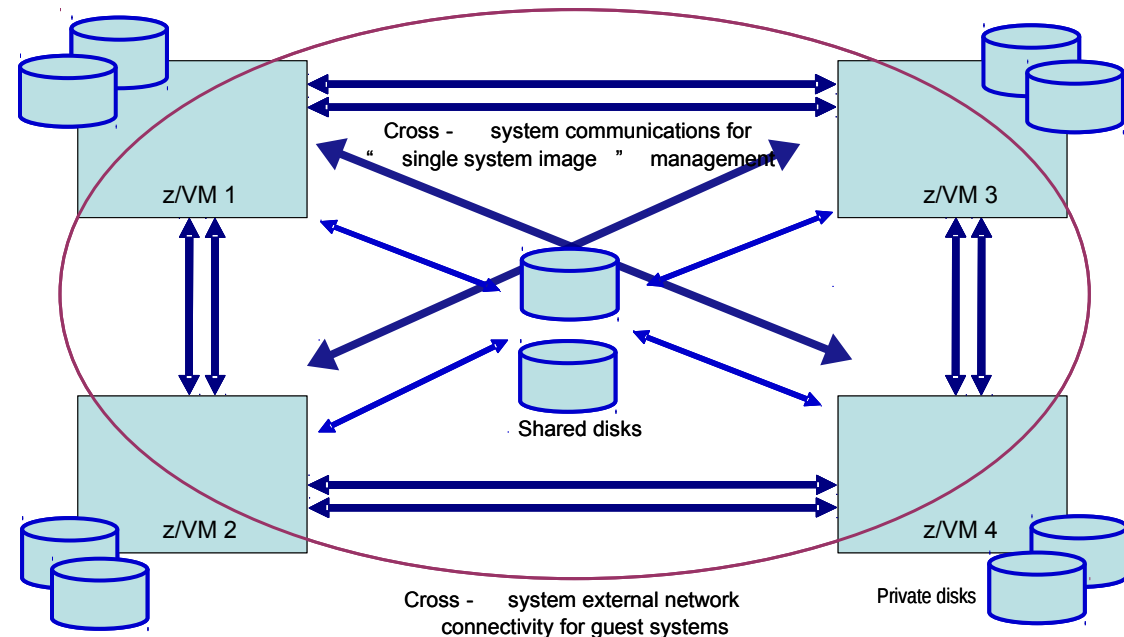 Cross - system communications for
“ single system image ” management
z/VM 1
z/VM 3
Shared disks
z/VM 2
z/VM 4
Private disks
Cross - system external network
connectivity for guest systems